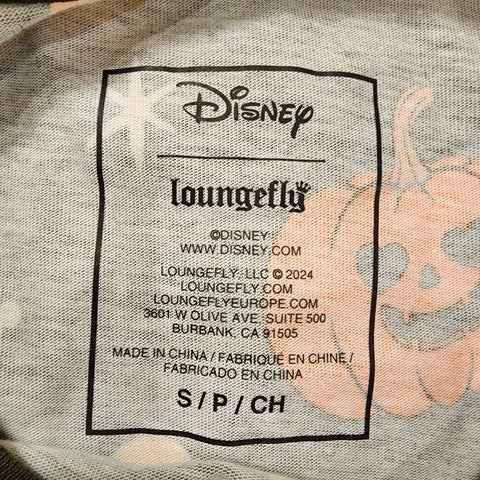 Disney
loungefly
©DISNEY
WWW.DISNEY.COM
LOUNGEFLY, LLC © 2024
LOUNGEFLY.COM
LOUNGEFLYEUROPE.COM
3601 W OLIVE AVE, SUITE 500
BURBANK, CA 91505
MADE IN CHINA / FABRIQUÉ EN CHINE /
FABRICADO EN CHINA
S / P / CH